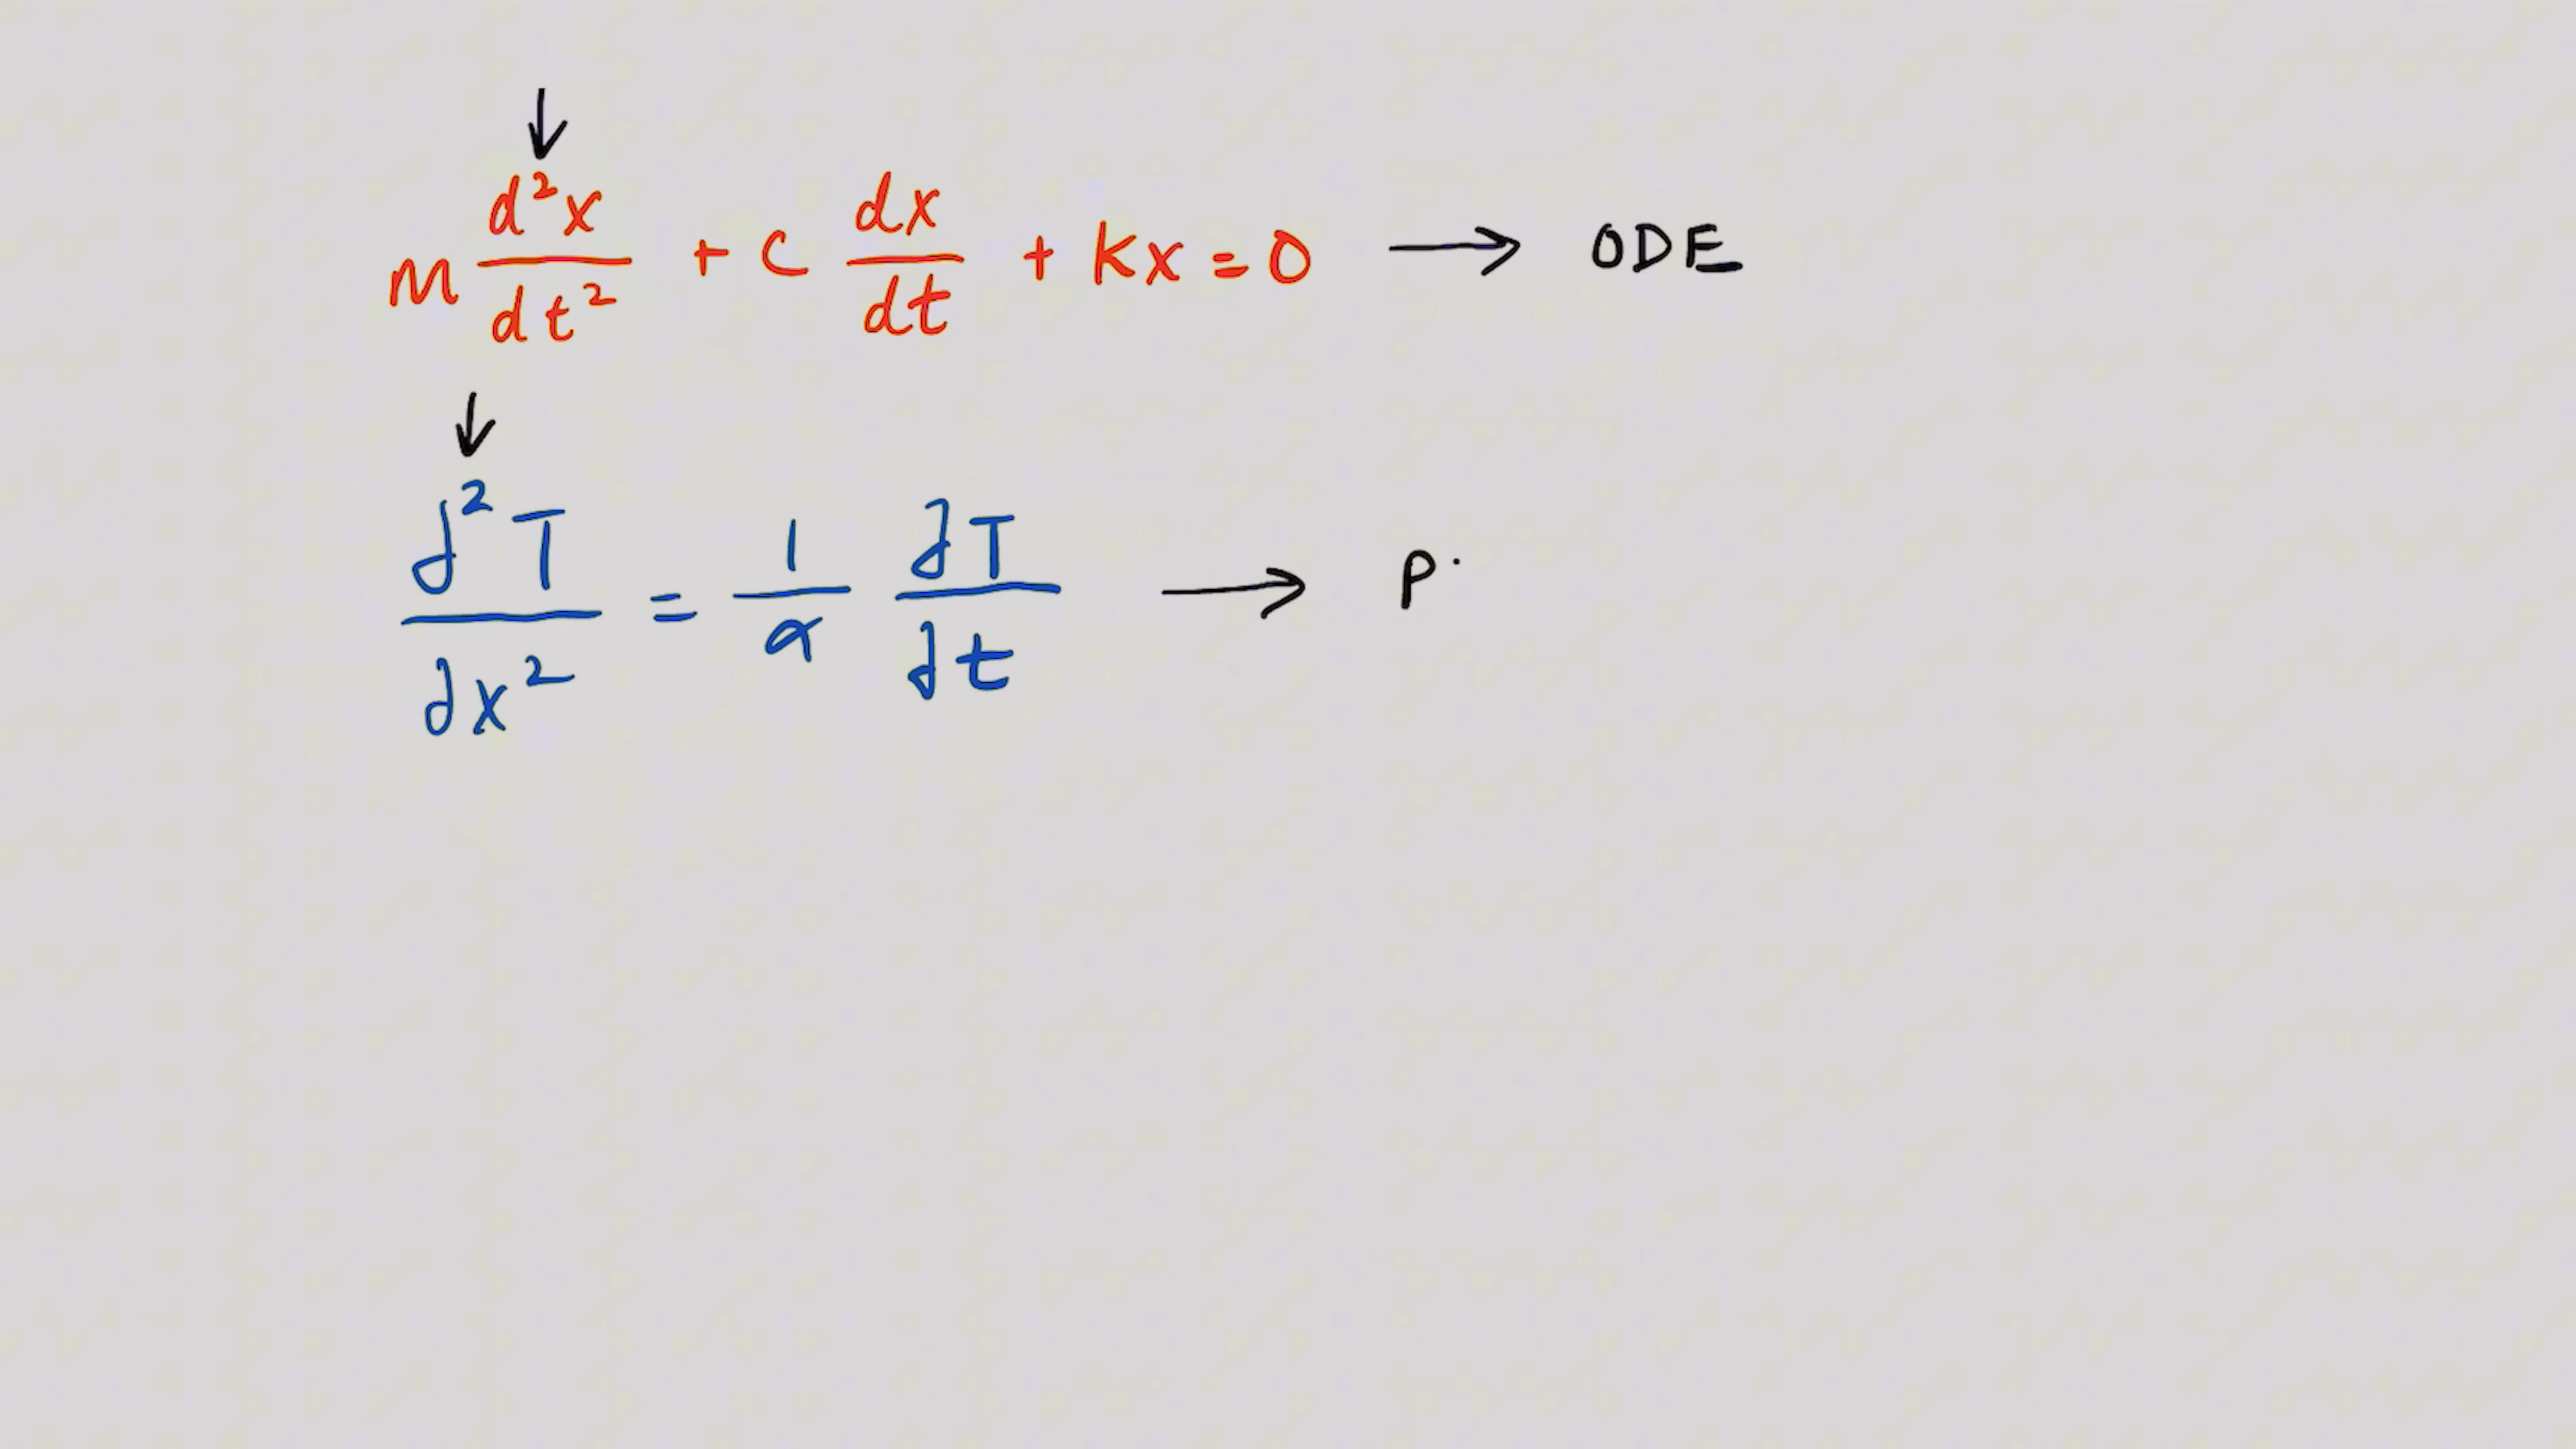 m d²x/dt² + c dx/dt + kx = 0 → ODE
∂²T/∂x² = 1/α ∂T/∂t → P